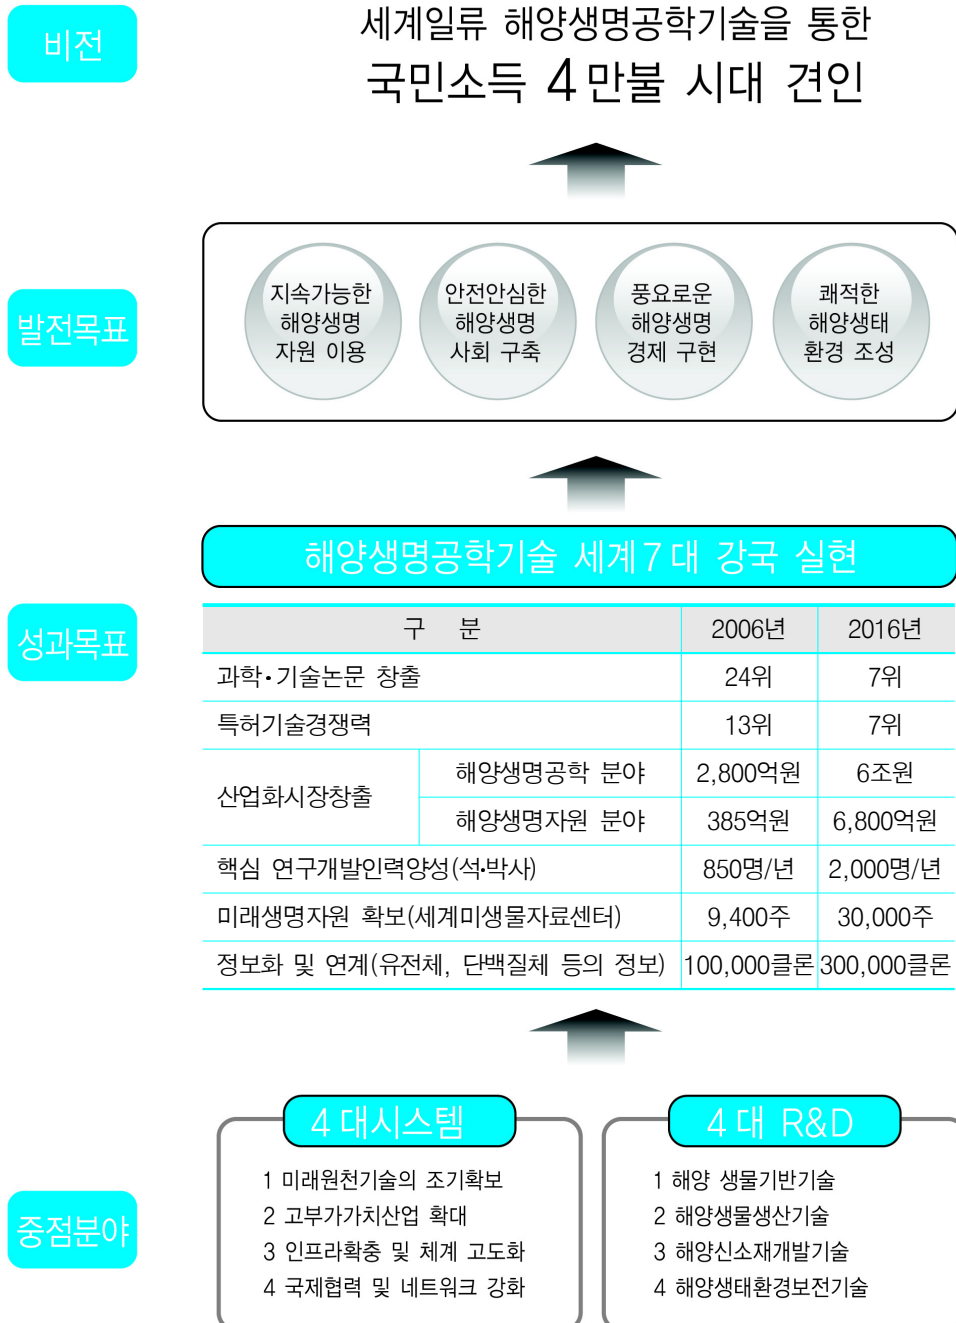 비전
세계일류 해양생명공학기술을 통한
국민소득 4만불 시대 견인
발전목표
지속가능한
해양생명
자원 이용
안전안심한
해양생명
사회 구축
풍요로운
해양생명
경제 구현
쾌적한
해양생태
환경 조성
해양생명공학기술 세계7대 강국 실현
성과목표
구 분 2006년 2016년
과학·기술논문 창출 24위 7위
특허기술경쟁력 13위 7위
산업화시장창출 해양생명공학 분야 2,800억원 6조원
해양생명자원 분야 385억원 6,800억원
핵심 연구개발인력양성(석·박사) 850명/년 2,000명/년
미래생명자원 확보(세계미생물자료센터) 9,400주 30,000주
정보화 및 연계(유전체, 단백질체 등의 정보) 100,000클론 300,000클론
중점분야
4대시스템
1 미래원천기술의 조기확보
2 고부가가치산업 확대
3 인프라확충 및 체계 고도화
4 국제협력 및 네트워크 강화
4대 R&D
1 해양 생물기반기술
2 해양생물생산기술
3 해양신소재개발기술
4 해양생태환경보전기술